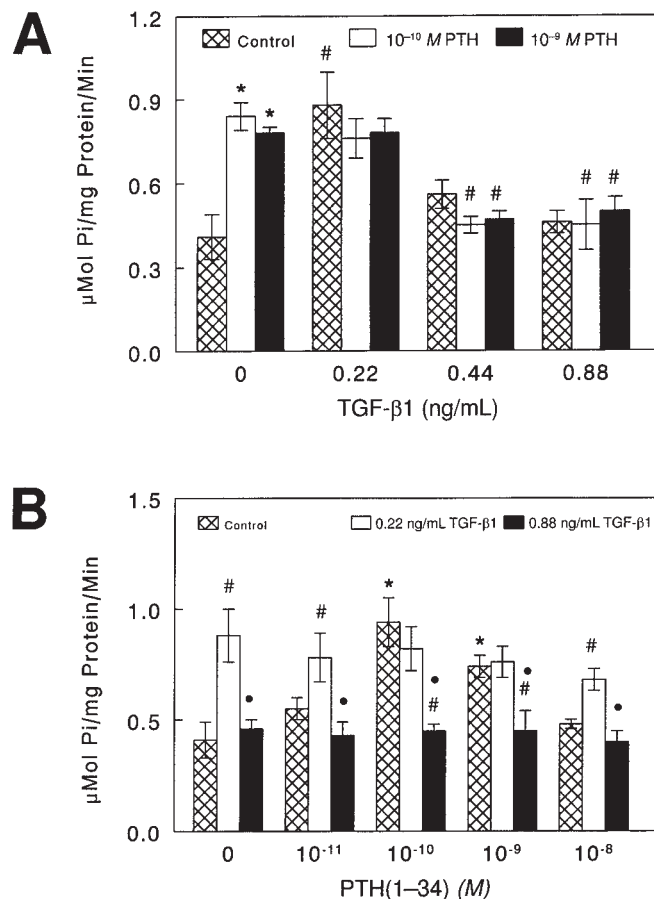 A
Control 10⁻¹⁰ M PTH 10⁻⁹ M PTH
µMol Pi/mg Protein/Min
1.2
0.9
0.6
0.3
0.0
* * # # # # #
0 0.22 0.44 0.88
TGF-β1 (ng/mL)
B
Control 0.22 ng/mL TGF-β1 0.88 ng/mL TGF-β1
µMol Pi/mg Protein/Min
1.5
1.0
0.5
0.0
# • # • * • # * • # # •
0 10⁻¹¹ 10⁻¹⁰ 10⁻⁹ 10⁻⁸
PTH(1–34) (M)